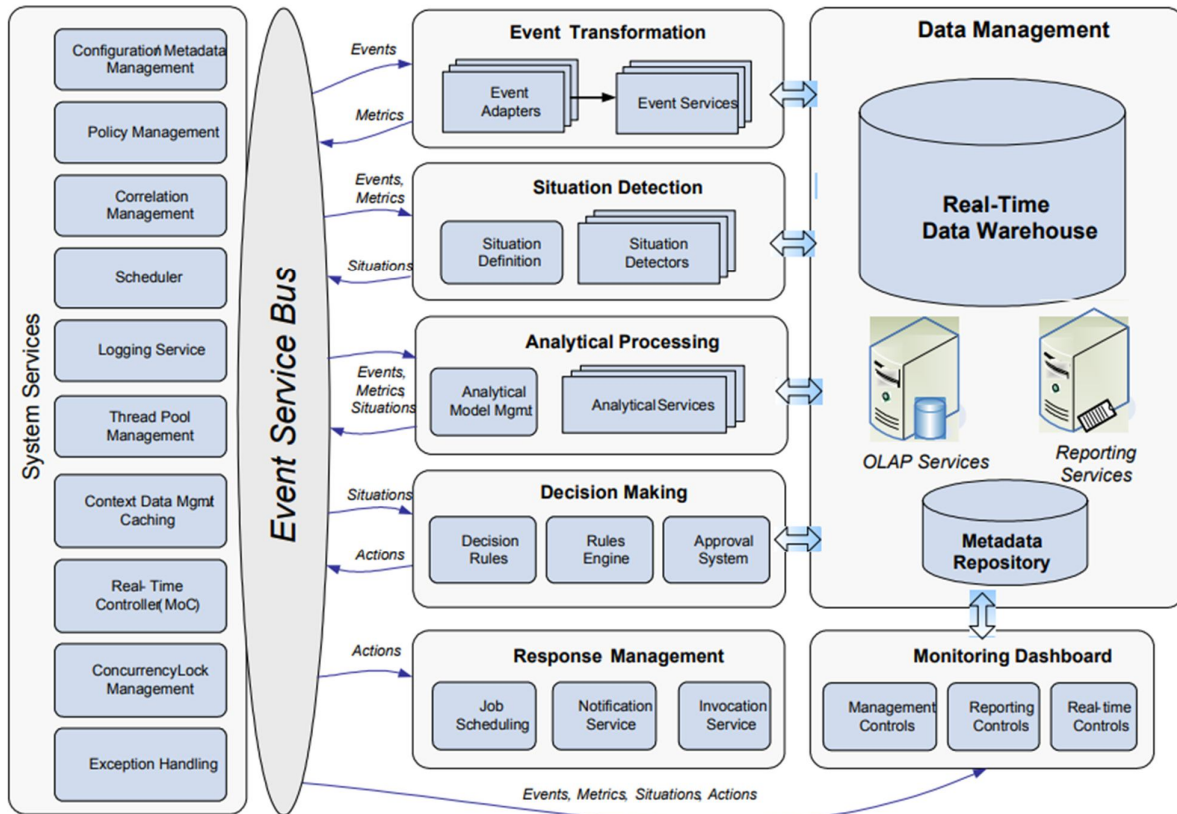 System Services
Configuration/Metadata
Management
Policy Management
Correlation
Management
Scheduler
Logging Service
Thread Pool
Management
Context Data Mgmt/
Caching
Real- Time
Controller(MoC)
ConcurrencyLock
Management
Exception Handling
Event Service Bus
Events
Metrics
Events,
Metrics
Situations
Events,
Metrics,
Situations
Situations
Actions
Actions
Events, Metrics, Situations, Actions
Event Transformation
Event
Adapters
Event Services
Situation Detection
Situation
Definition
Situation
Detectors
Analytical Processing
Analytical
Model Mgmt
Analytical Services
Decision Making
Decision
Rules
Rules
Engine
Approval
System
Response Management
Job
Scheduling
Notification
Service
Invocation
Service
Data Management
Real-Time
Data Warehouse
OLAP Services
Reporting
Services
Metadata
Repository
Monitoring Dashboard
Management
Controls
Reporting
Controls
Real-time
Controls